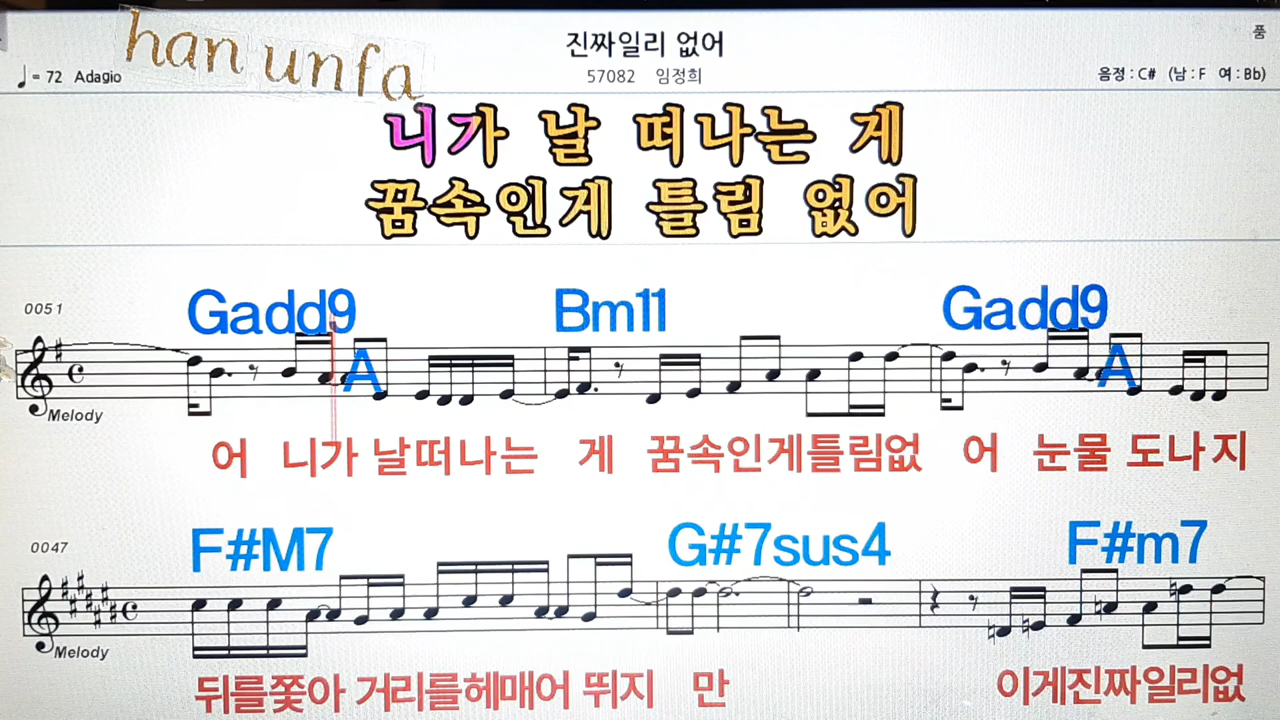 han unfa
진짜일리 없어
품
♩= 72 Adagio
57082 임정희
음정 : C# (남 : F 여 : Bb)
니가 날 떠나는 게
꿈속인게 틀림 없어
0051
Gadd9 A Bm11 Gadd9 A
Melody
어 니가 날떠나는 게 꿈속인게틀림없 어 눈물 도나지
0047
F#M7 G#7sus4 F#m7
Melody
뒤를쫓아 거리를헤매어 뛰지 만 이게진짜일리없